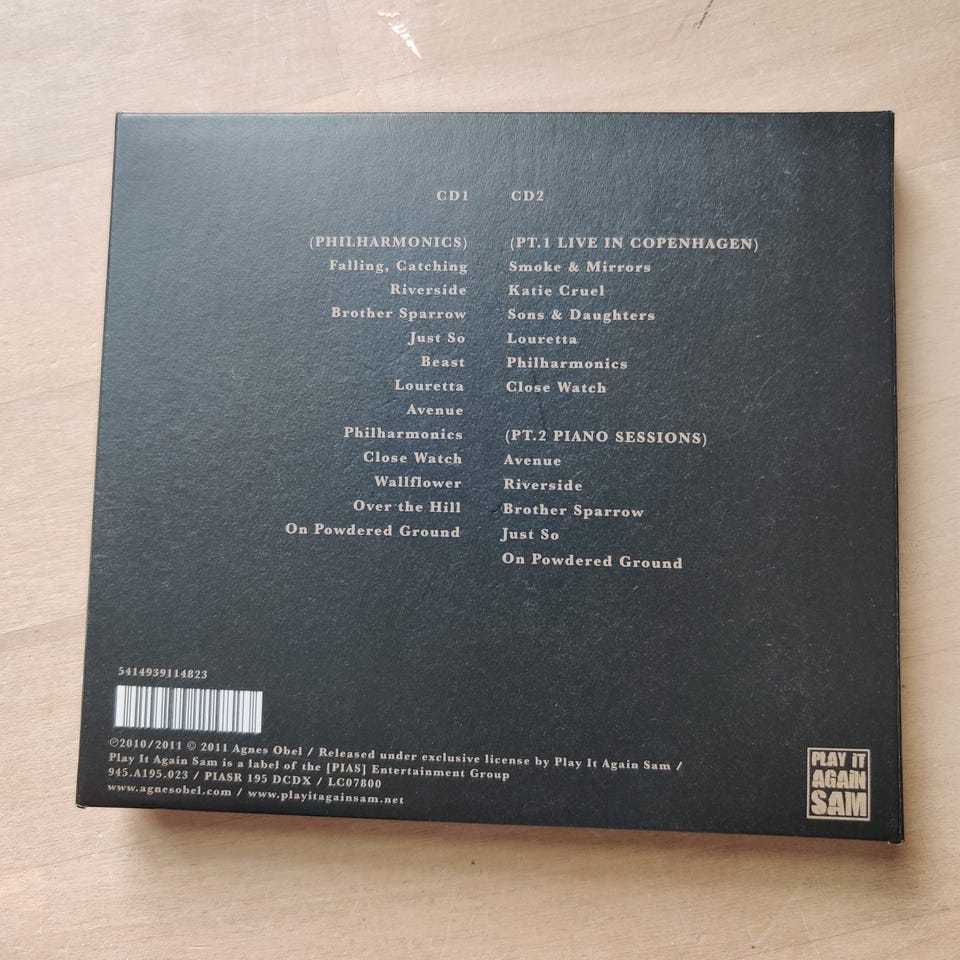 CD1
(PHILHARMONICS)
Falling, Catching
Riverside
Brother Sparrow
Just So
Beast
Louretta
Avenue
Philharmonics
Close Watch
Wallflower
Over the Hill
On Powdered Ground
CD2
(PT.1 LIVE IN COPENHAGEN)
Smoke & Mirrors
Katie Cruel
Sons & Daughters
Louretta
Philharmonics
Close Watch
(PT.2 PIANO SESSIONS)
Avenue
Riverside
Brother Sparrow
Just So
On Powdered Ground
5414939114823
℗2010/2011 © 2011 Agnes Obel / Released under exclusive license by Play It Again Sam /
Play It Again Sam is a label of the [PIAS] Entertainment Group
945.A195.023 / PIASR 195 DCDX / LC07800
www.agnesobel.com / www.playitagainsam.net
PLAY IT
AGAIN
SAM